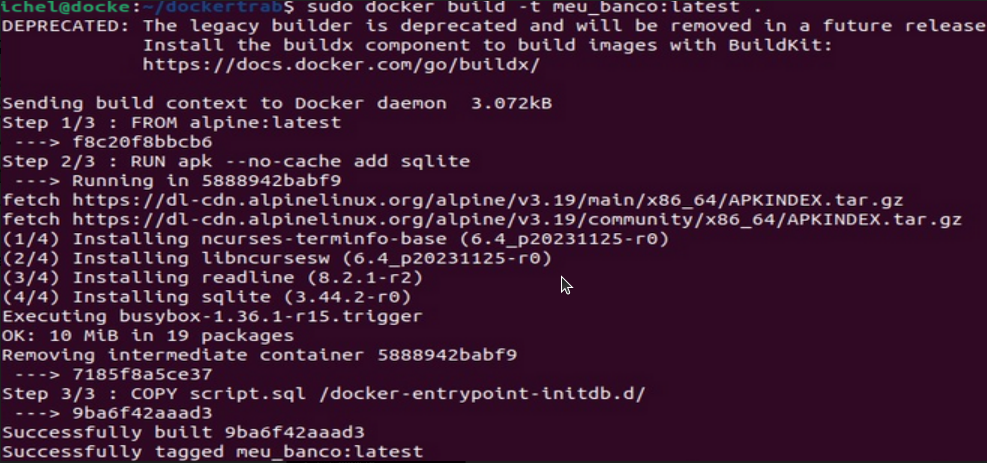 ichel@docke:~/dockertrab$ sudo docker build -t meu_banco:latest .
DEPRECATED: The legacy builder is deprecated and will be removed in a future release
Install the buildx component to build images with BuildKit:
https://docs.docker.com/go/buildx/
Sending build context to Docker daemon  3.072kB
Step 1/3 : FROM alpine:latest
---> f8c20f8bbcb6
Step 2/3 : RUN apk --no-cache add sqlite
---> Running in 5888942babf9
fetch https://dl-cdn.alpinelinux.org/alpine/v3.19/main/x86_64/APKINDEX.tar.gz
fetch https://dl-cdn.alpinelinux.org/alpine/v3.19/community/x86_64/APKINDEX.tar.gz
(1/4) Installing ncurses-terminfo-base (6.4_p20231125-r0)
(2/4) Installing libncursesw (6.4_p20231125-r0)
(3/4) Installing readline (8.2.1-r2)
(4/4) Installing sqlite (3.44.2-r0)
Executing busybox-1.36.1-r15.trigger
OK: 10 MiB in 19 packages
Removing intermediate container 5888942babf9
---> 7185f8a5ce37
Step 3/3 : COPY script.sql /docker-entrypoint-initdb.d/
---> 9ba6f42aaad3
Successfully built 9ba6f42aaad3
Successfully tagged meu_banco:latest